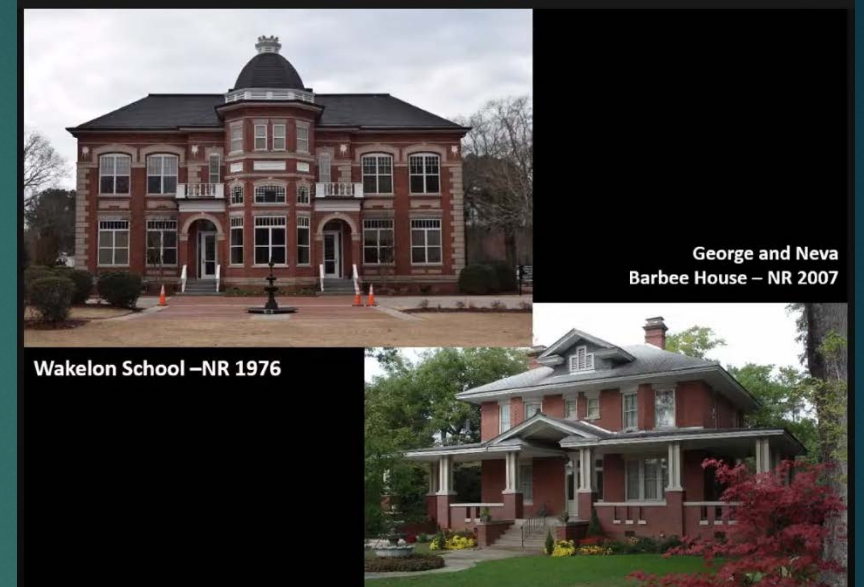 George and Neva
Barbee House – NR 2007
Wakelon School –NR 1976